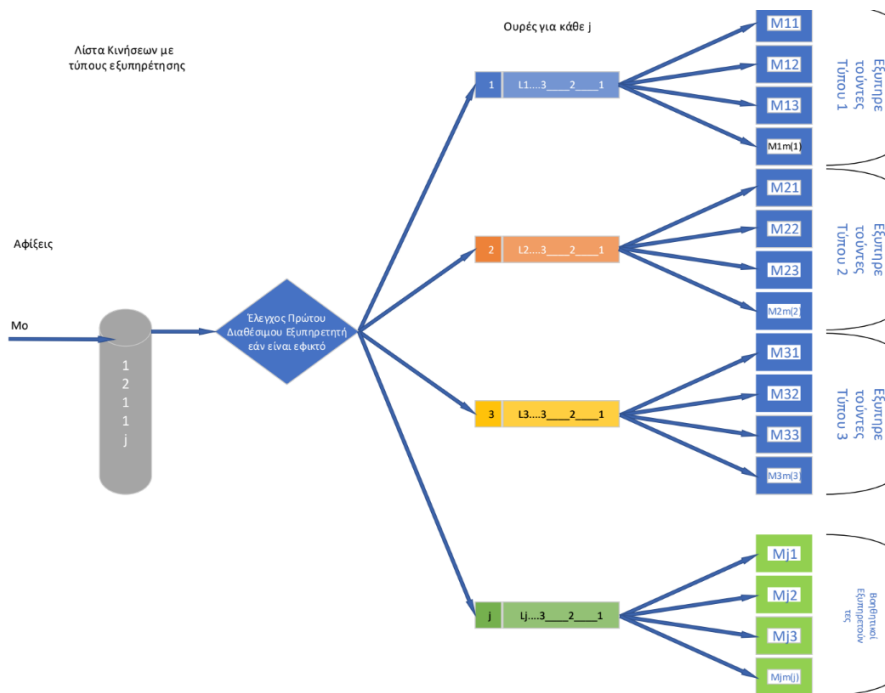 Λίστα Κινήσεων με
τύπους εξυπηρέτησης
Αφίξεις
Μο
1
2
1
1
j
Έλεγχος Πρώτου
Διαθέσιμου Εξυπηρετητή
εάν είναι εφικτό
Ουρές για κάθε j
1 L1....3____2____1
2 L2....3____2____1
3 L3....3____2____1
j Lj....3____2____1
M11
M12
M13
M1m(1)
Εξυπηρε
τούντες
Τύπου 1
M21
M22
M23
M2m(2)
Εξυπηρε
τούντες
Τύπου 2
M31
M32
M33
M3m(3)
Εξυπηρε
τούντες
Τύπου 3
Mj1
Mj2
Mj3
Mjm(j)
Βοηθητικοί
Εξυπηρετούν
τες